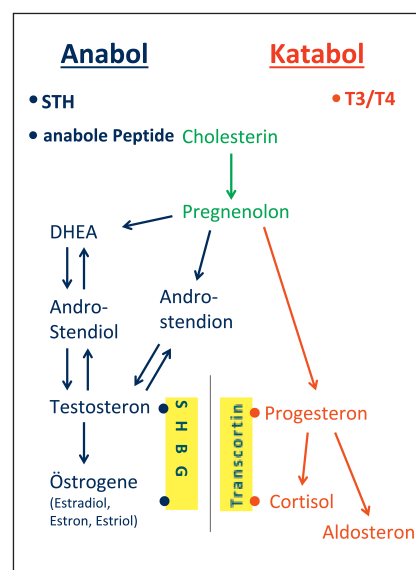 Anabol
Katabol
STH
T3/T4
anabole Peptide
Cholesterin
Pregnenolon
DHEA
Andro-
Stendiol
Andro-
stendion
Testosteron
SHBG
Transcortin
Progesteron
Östrogene
(Estradiol,
Estron, Estriol)
Cortisol
Aldosteron